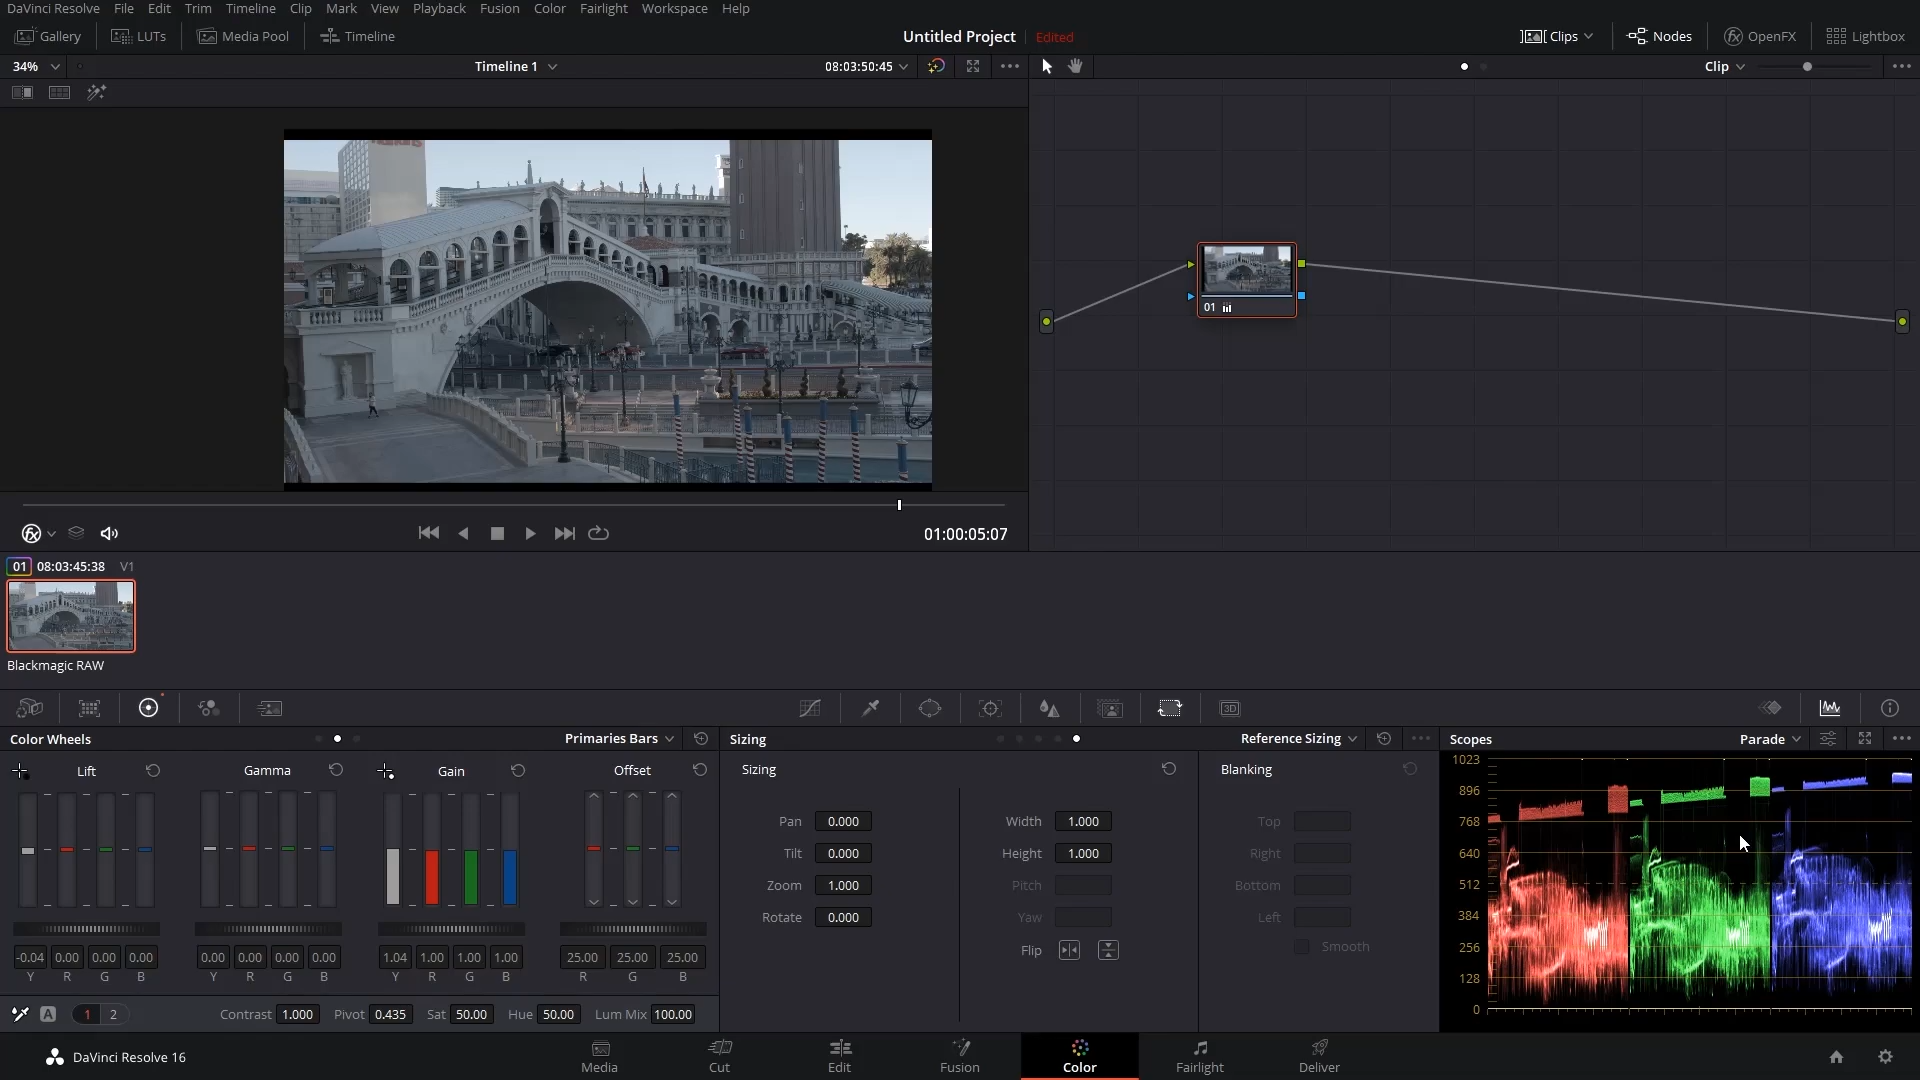 DaVinci Resolve File Edit Trim Timeline Clip Mark View Playback Fusion Color Fairlight Workspace Help
Gallery LUTs Media Pool Timeline Untitled Project Edited Clips Nodes OpenFX Lightbox
34% Timeline 1 08:03:50:45 Clip
01
01:00:05:07
01 08:03:45:38 V1
Blackmagic RAW
3D
Color Wheels Primaries Bars Sizing Reference Sizing Scopes Parade
Lift Gamma Gain Offset Sizing Blanking
Pan 0.000 Width 1.000 Top
Tilt 0.000 Height 1.000 Right
Zoom 1.000 Pitch Bottom
Rotate 0.000 Yaw Left
Flip Smooth
1023
896
768
640
512
384
256
128
0
-0.04 0.00 0.00 0.00 0.00 0.00 0.00 0.00 1.04 1.00 1.00 1.00 25.00 25.00 25.00
Y R G B Y R G B Y R G B R G B
A 1 2 Contrast 1.000 Pivot 0.435 Sat 50.00 Hue 50.00 Lum Mix 100.00
DaVinci Resolve 16 Media Cut Edit Fusion Color Fairlight Deliver